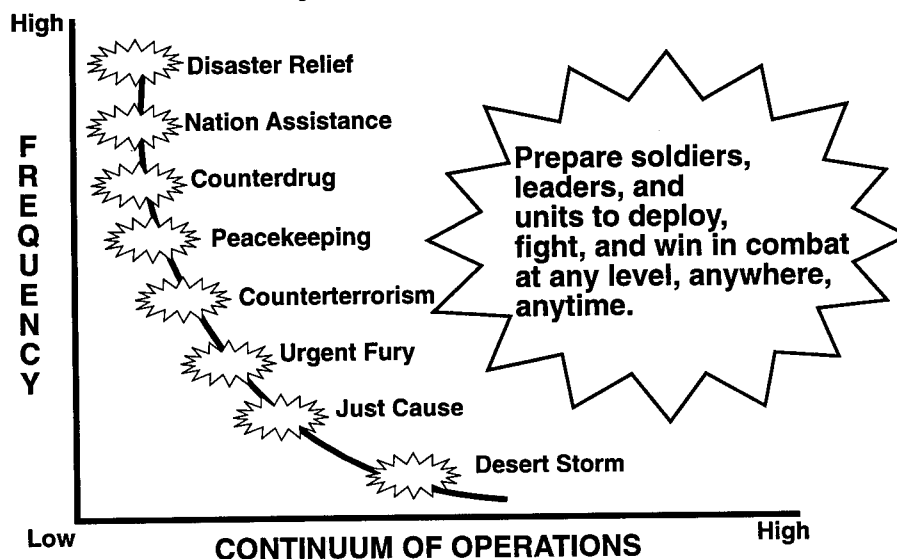 High
Disaster Relief
Nation Assistance
Counterdrug
Peacekeeping
Counterterrorism
Urgent Fury
Just Cause
Desert Storm
FREQUENCY
Prepare soldiers,
leaders, and
units to deploy,
fight, and win in combat
at any level, anywhere,
anytime.
Low
CONTINUUM OF OPERATIONS
High